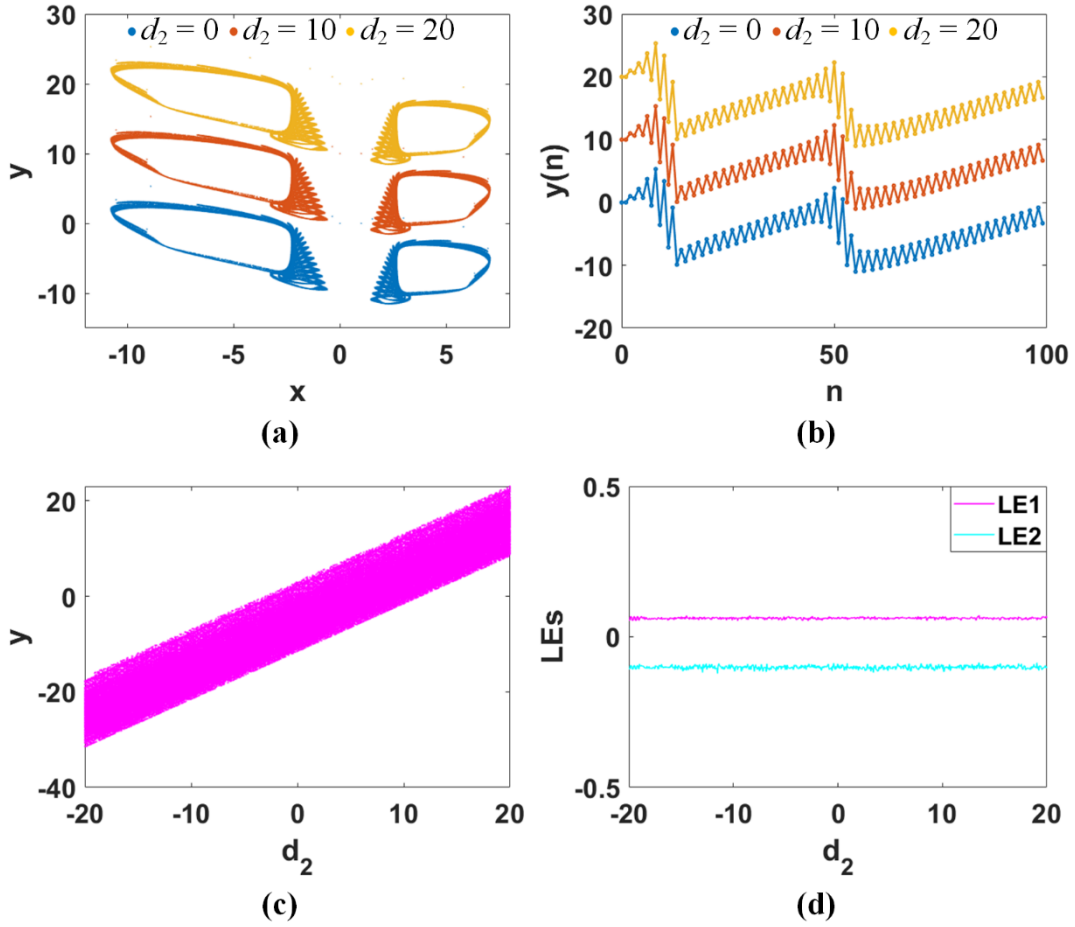 30
d₂ = 0 d₂ = 10 d₂ = 20
20
10
0
-10
y
-10 -5 0 5
x
(a)
30
d₂ = 0 d₂ = 10 d₂ = 20
20
10
0
-10
-20
y(n)
0 50 100
n
(b)
20
0
-20
-40
y
-20 -10 0 10 20
d₂
(c)
0.5
LE1
LE2
0
-0.5
LEs
-20 -10 0 10 20
d₂
(d)